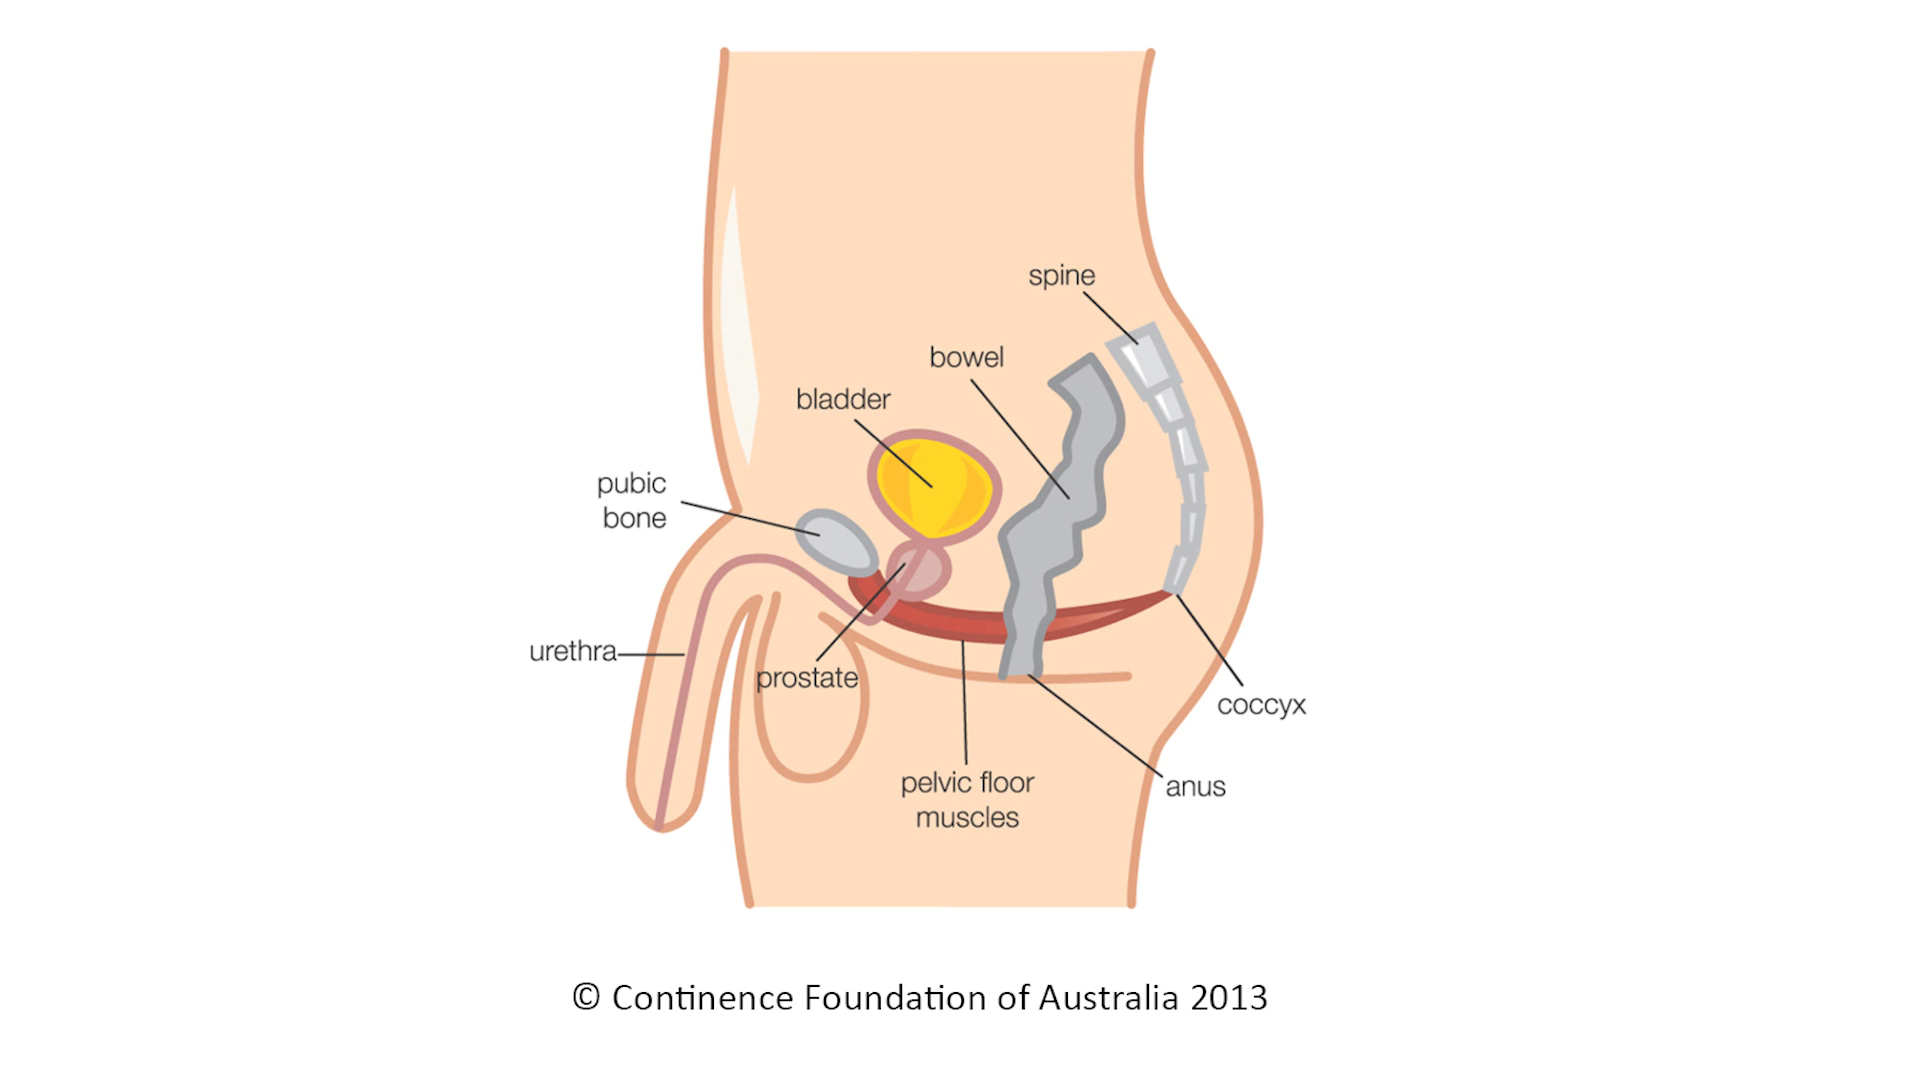 spine
bowel
bladder
pubic
bone
urethra
prostate
coccyx
pelvic floor
muscles
anus
© Continence Foundation of Australia 2013